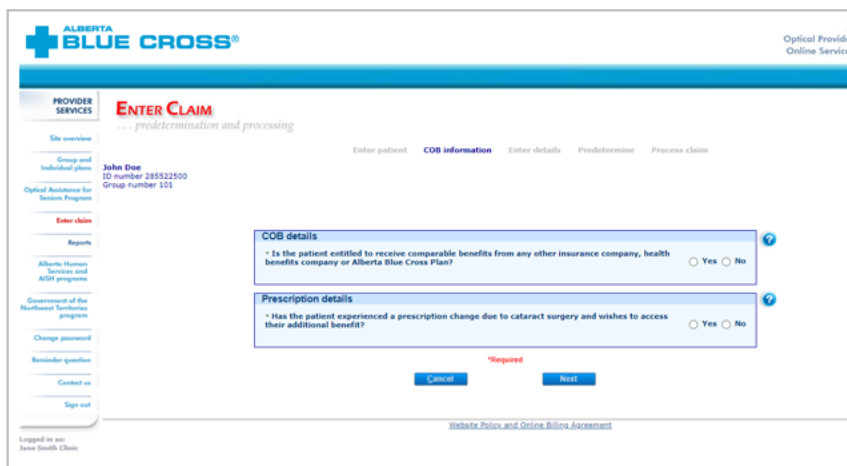 ALBERTA
BLUE CROSS®
Optical Provide
Online Service
PROVIDER
SERVICES
Site overview
Group and
Individual plans
Optical Assistance for
Seniors Program
Enter claim
Reports
Alberta Human
Services and
AISH programs
Government of the
Northwest Territories
program
Change password
Reminder question
Contact us
Sign out
Logged in as:
Jane Smith Clinic
ENTER CLAIM
. . . predetermination and processing
Enter patient COB information Enter details Predetermine Process claim
John Doe
ID number 285522500
Group number 101
COB details
* Is the patient entitled to receive comparable benefits from any other insurance company, health
benefits company or Alberta Blue Cross Plan?
Yes No
?
Prescription details
* Has the patient experienced a prescription change due to cataract surgery and wishes to access
their additional benefit?
Yes No
?
*Required
Cancel Next
Website Policy and Online Billing Agreement